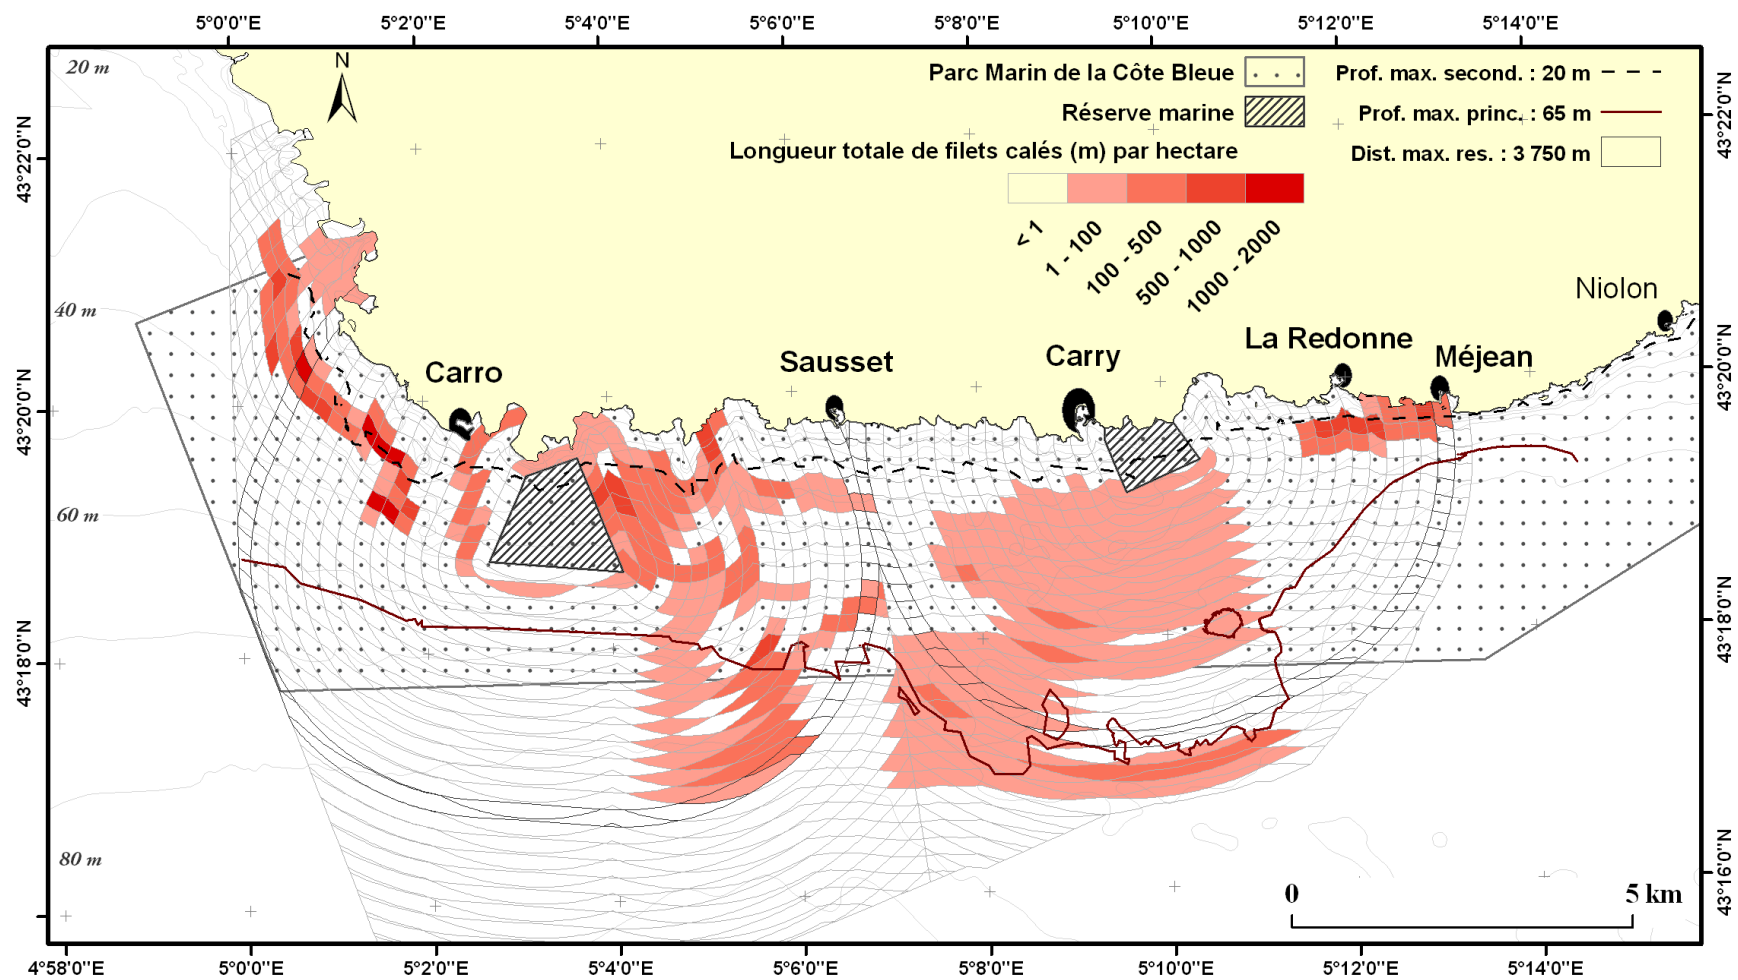 5°0'0"E 5°2'0"E 5°4'0"E 5°6'0"E 5°8'0"E 5°10'0"E 5°12'0"E 5°14'0"E
20 m
N
Parc Marin de la Côte Bleue
Prof. max. second. : 20 m
Réserve marine
Prof. max. princ. : 65 m
Longueur totale de filets calés (m) par hectare
Dist. max. res. : 3 750 m
< 1
1 - 100
100 - 500
500 - 1000
1000 - 2000
43°22'0"N
43°22'0"N
Niolon
40 m
La Redonne
Méjean
Carry
Sausset
Carro
43°20'0"N
43°20'0"N
60 m
43°18'0"N
43°18'0"N
80 m
43°16'0"N
0
5 km
4°58'0"E 5°0'0"E 5°2'0"E 5°4'0"E 5°6'0"E 5°8'0"E 5°10'0"E 5°12'0"E 5°14'0"E